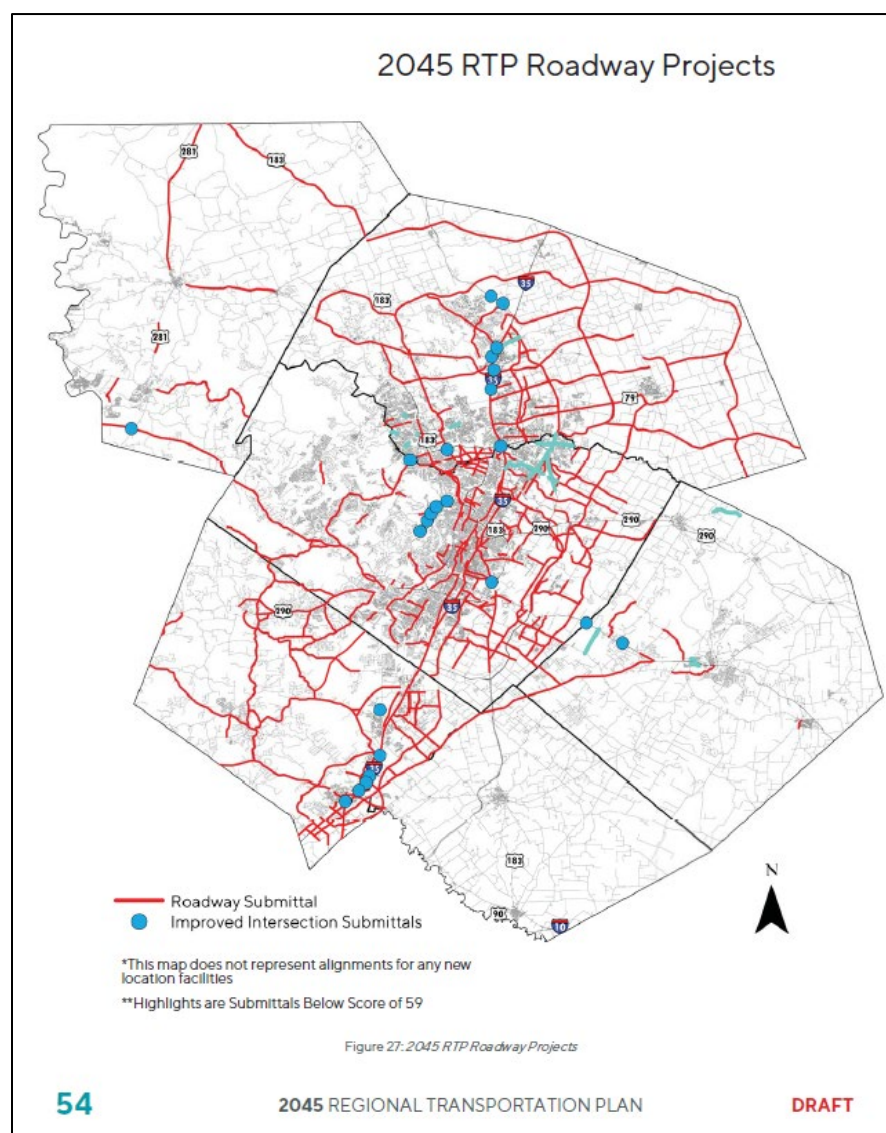 2045 RTP Roadway Projects
281
183
35
183
281
35
79
183
35
290
183
290
290
290
35
35
183
90
10
N
Roadway Submittal
Improved Intersection Submittals
*This map does not represent alignments for any new
location facilities
**Highlights are Submittals Below Score of 59
Figure 27: 2045 RTP Roadway Projects
54
2045 REGIONAL TRANSPORTATION PLAN
DRAFT